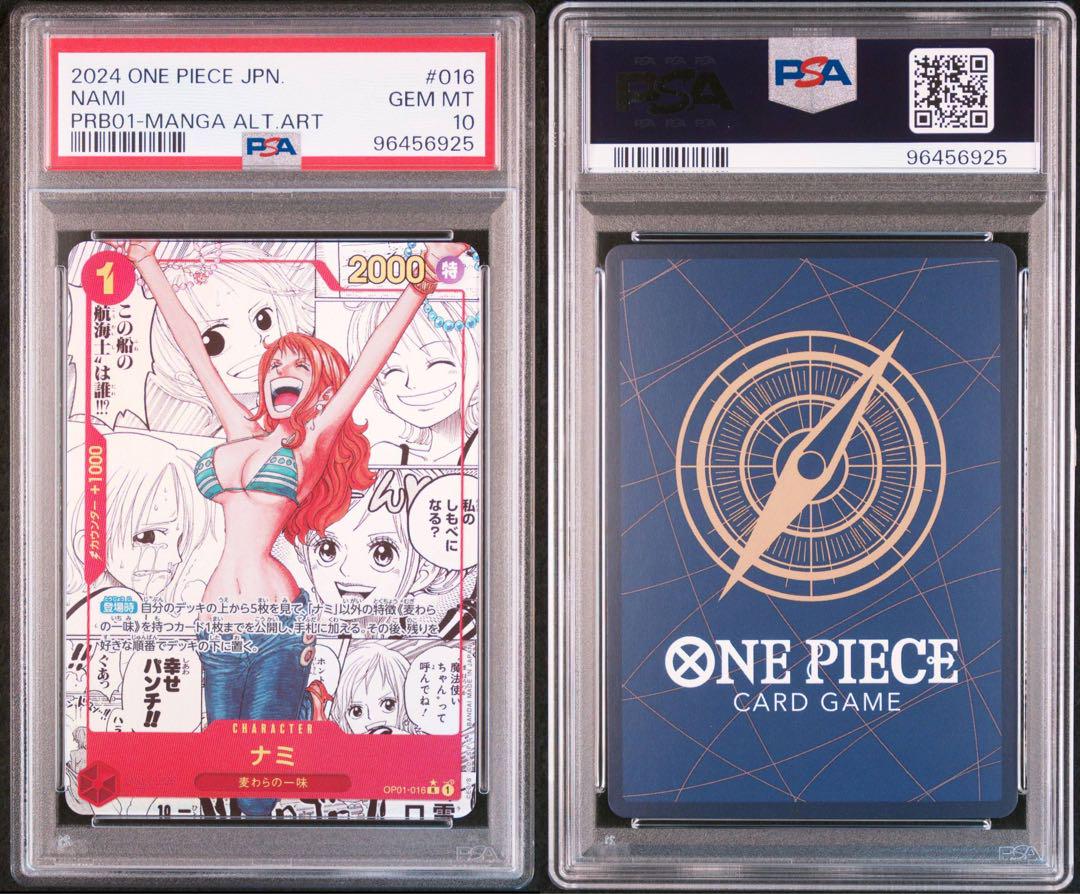 2024 ONE PIECE JPN. #016
NAMI GEM MT
PRB01-MANGA ALT.ART 10
PSA 96456925
1
2000 特
この船の
航海士〟は誰!!?
カウンター+1000
私の
しもべに
なる?
登場時 自分のデッキの上から5枚を見て、「ナミ」以外の特徴《麦わら
の一味》を持つカード1枚までを公開し、手札に加える。その後、残りを
好きな順番でデッキの下に置く。
幸せ
パンチ!!
魔法使い
ちゃん〟って
呼んでね!
CHARACTER
ナミ
麦わらの一味
OP01-016 R 1
PSA
PSA
PSA
96456925
ONE PIECE
CARD GAME
PSA